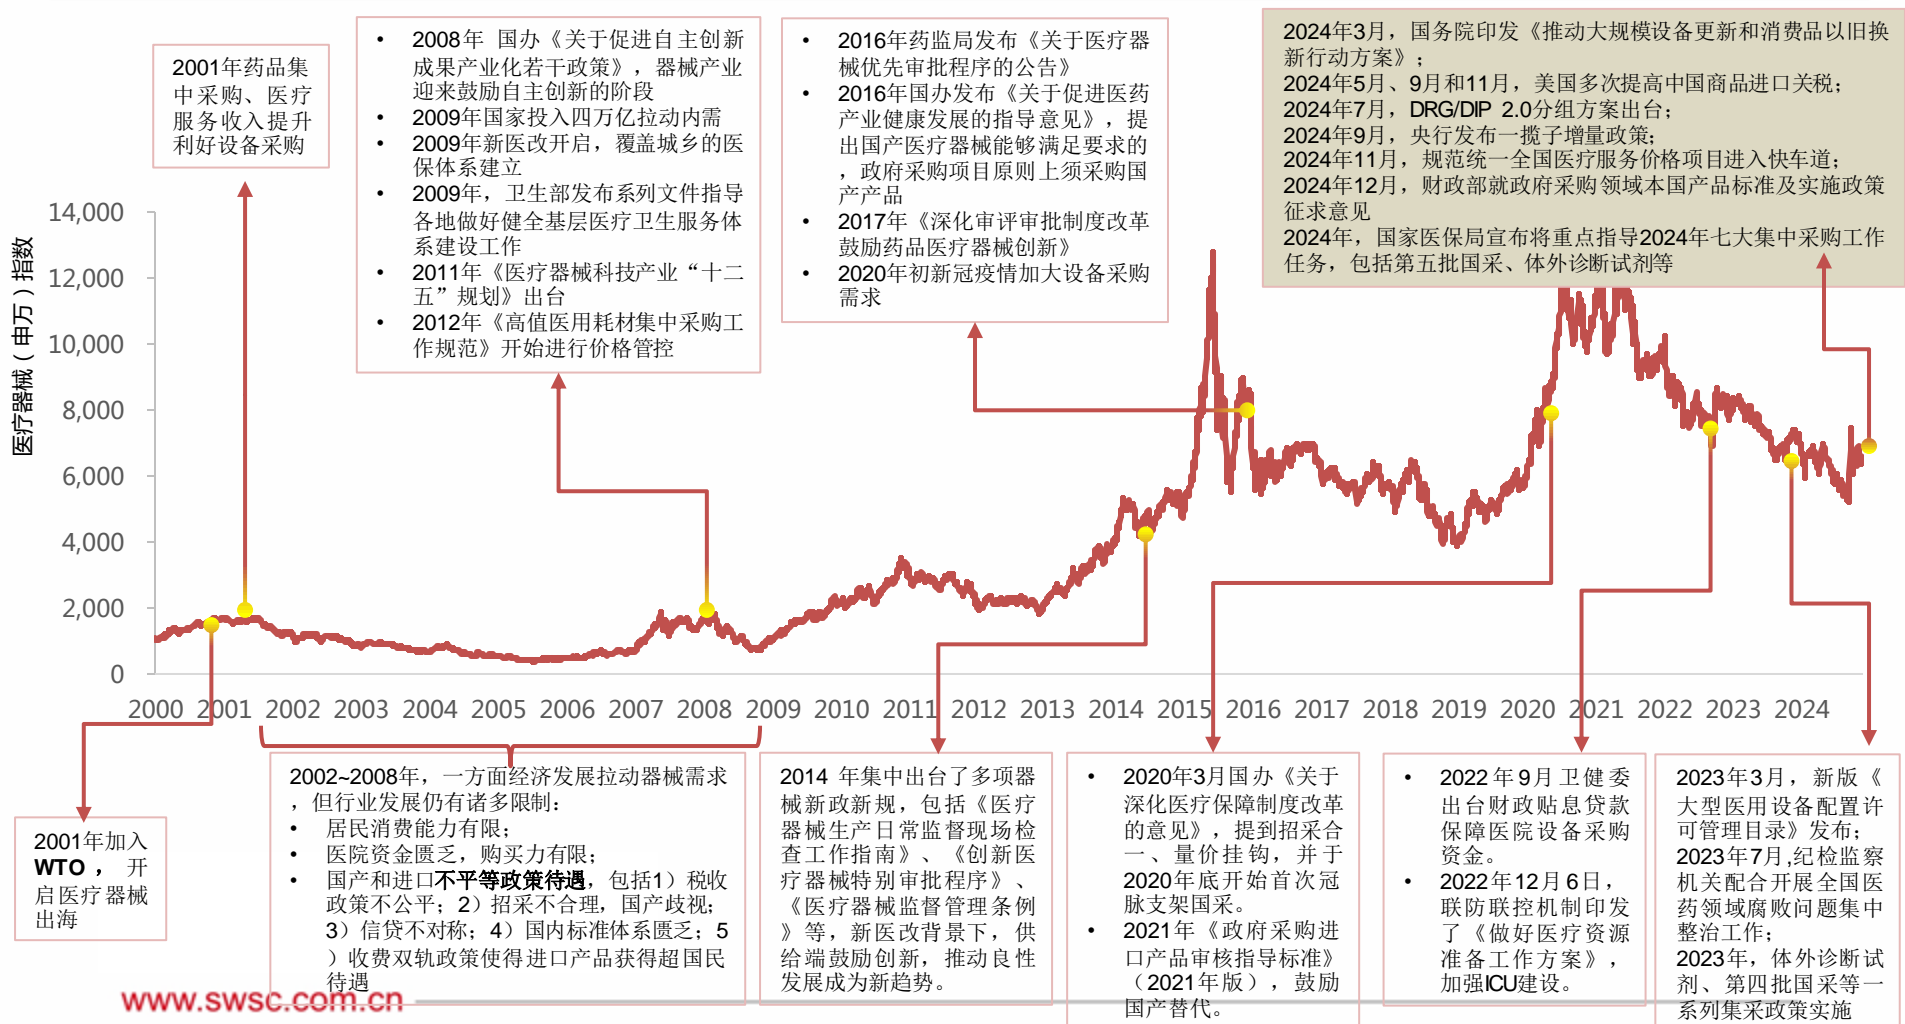 2001年药品集
中采购、医疗
服务收入提升
利好设备采购
• 2008年 国办《关于促进自主创新
成果产业化若干政策》，器械产业
迎来鼓励自主创新的阶段
• 2009年国家投入四万亿拉动内需
• 2009年新医改开启，覆盖城乡的医
保体系建立
• 2009年，卫生部发布系列文件指导
各地做好健全基层医疗卫生服务体
系建设工作
• 2011年《医疗器械科技产业“十二
五”规划》出台
• 2012年《高值医用耗材集中采购工
作规范》开始进行价格管控
• 2016年药监局发布《关于医疗器
械优先审批程序的公告》
• 2016年国办发布《关于促进医药
产业健康发展的指导意见》，提
出国产医疗器械能够满足要求的
，政府采购项目原则上须采购国
产产品
• 2017年《深化审评审批制度改革
鼓励药品医疗器械创新》
• 2020年初新冠疫情加大设备采购
需求
2024年3月，国务院印发《推动大规模设备更新和消费品以旧换
新行动方案》；
2024年5月、9月和11月，美国多次提高中国商品进口关税；
2024年7月，DRG/DIP 2.0分组方案出台；
2024年9月，央行发布一揽子增量政策；
2024年11月，规范统一全国医疗服务价格项目进入快车道；
2024年12月，财政部就政府采购领域本国产品标准及实施政策
征求意见
2024年，国家医保局宣布将重点指导2024年七大集中采购工作
任务，包括第五批国采、体外诊断试剂等
医疗器械（申万）指数
14,000
12,000
10,000
8,000
6,000
4,000
2,000
0
2000 2001 2002 2003 2004 2005 2006 2007 2008 2009 2010 2011 2012 2013 2014 2015 2016 2017 2018 2019 2020 2021 2022 2023 2024
2001年加入
WTO，开
启医疗器械
出海
2002~2008年，一方面经济发展拉动器械需求
，但行业发展仍有诸多限制：
• 居民消费能力有限；
• 医院资金匮乏，购买力有限；
• 国产和进口不平等政策待遇，包括1）税收
政策不公平；2）招采不合理，国产歧视；
3）信贷不对称；4）国内标准体系匮乏；5
）收费双轨政策使得进口产品获得超国民
待遇
2014 年集中出台了多项器
械新政新规，包括《医疗
器械生产日常监督现场检
查工作指南》、《创新医
疗器械特别审批程序》、
《医疗器械监督管理条例
》等，新医改背景下，供
给端鼓励创新，推动良性
发展成为新趋势。
• 2020年3月国办《关于
深化医疗保障制度改革
的意见》，提到招采合
一、量价挂钩，并于
2020年底开始首次冠
脉支架国采。
• 2021年《政府采购进
口产品审核指导标准》
（2021年版），鼓励
国产替代。
• 2022年9月卫健委
出台财政贴息贷款
保障医院设备采购
资金。
• 2022年12月6日，
联防联控机制印发
了《做好医疗资源
准备工作方案》，
加强ICU建设。
2023年3月，新版《
大型医用设备配置许
可管理目录》发布；
2023年7月,纪检监察
机关配合开展全国医
药领域腐败问题集中
整治工作；
2023年，体外诊断试
剂、第四批国采等一
系列集采政策实施
www.swsc.com.cn